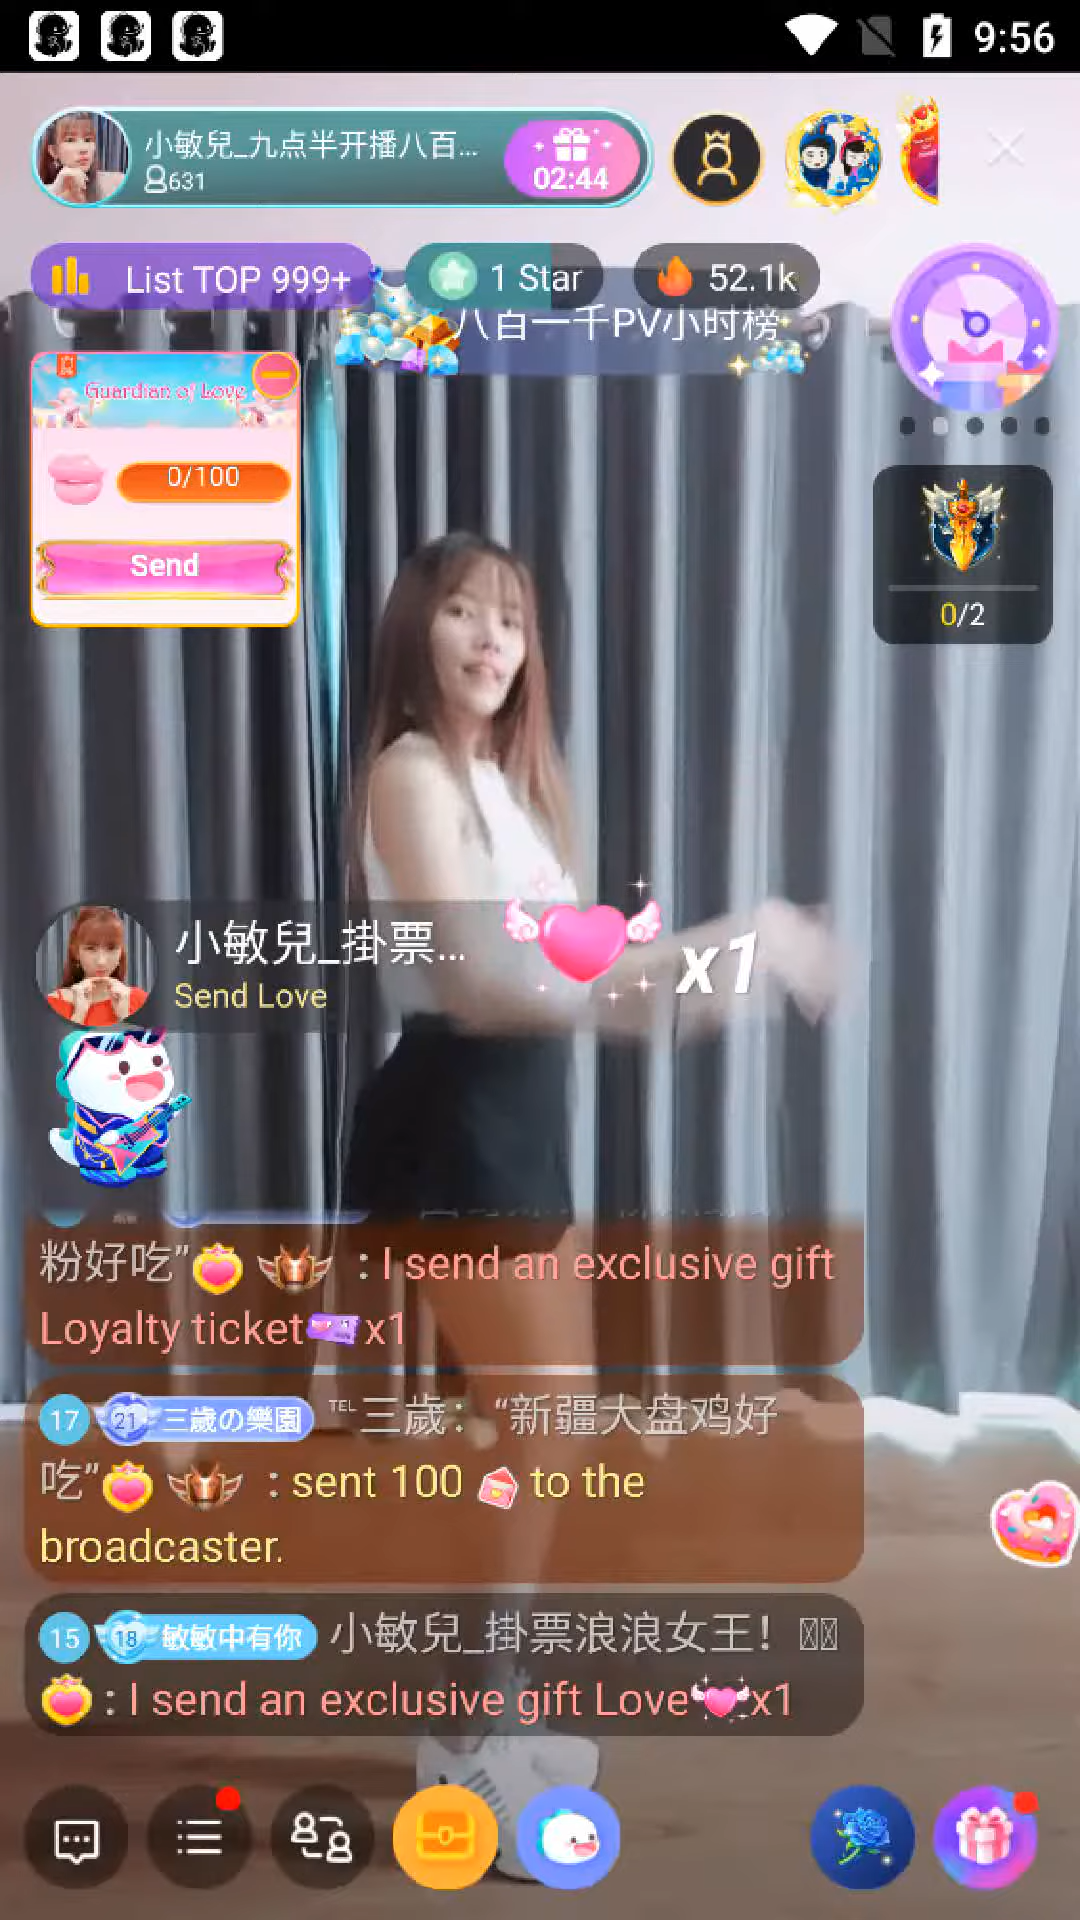 9:56
小敏兒_九点半开播八百...
631
02:44
List TOP 999+
1 Star
52.1k
八百一千PV小时榜
Guardian of Love
0/100
Send
0/2
小敏兒_掛票...
Send Love
x1
粉好吃” : I send an exclusive gift
Loyalty ticket x1
17 21 三歲の樂園 TEL三歲：“新疆大盘鸡好
吃” : sent 100 to the
broadcaster.
15 18 敏敏中有你 小敏兒_掛票浪浪女王！
: I send an exclusive gift Love x1